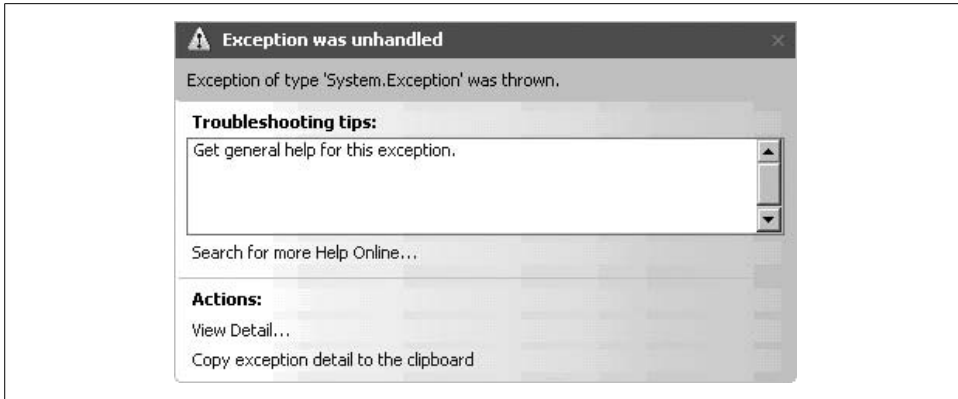 Exception was unhandled
Exception of type 'System.Exception' was thrown.
Troubleshooting tips:
Get general help for this exception.
Search for more Help Online...
Actions:
View Detail...
Copy exception detail to the clipboard